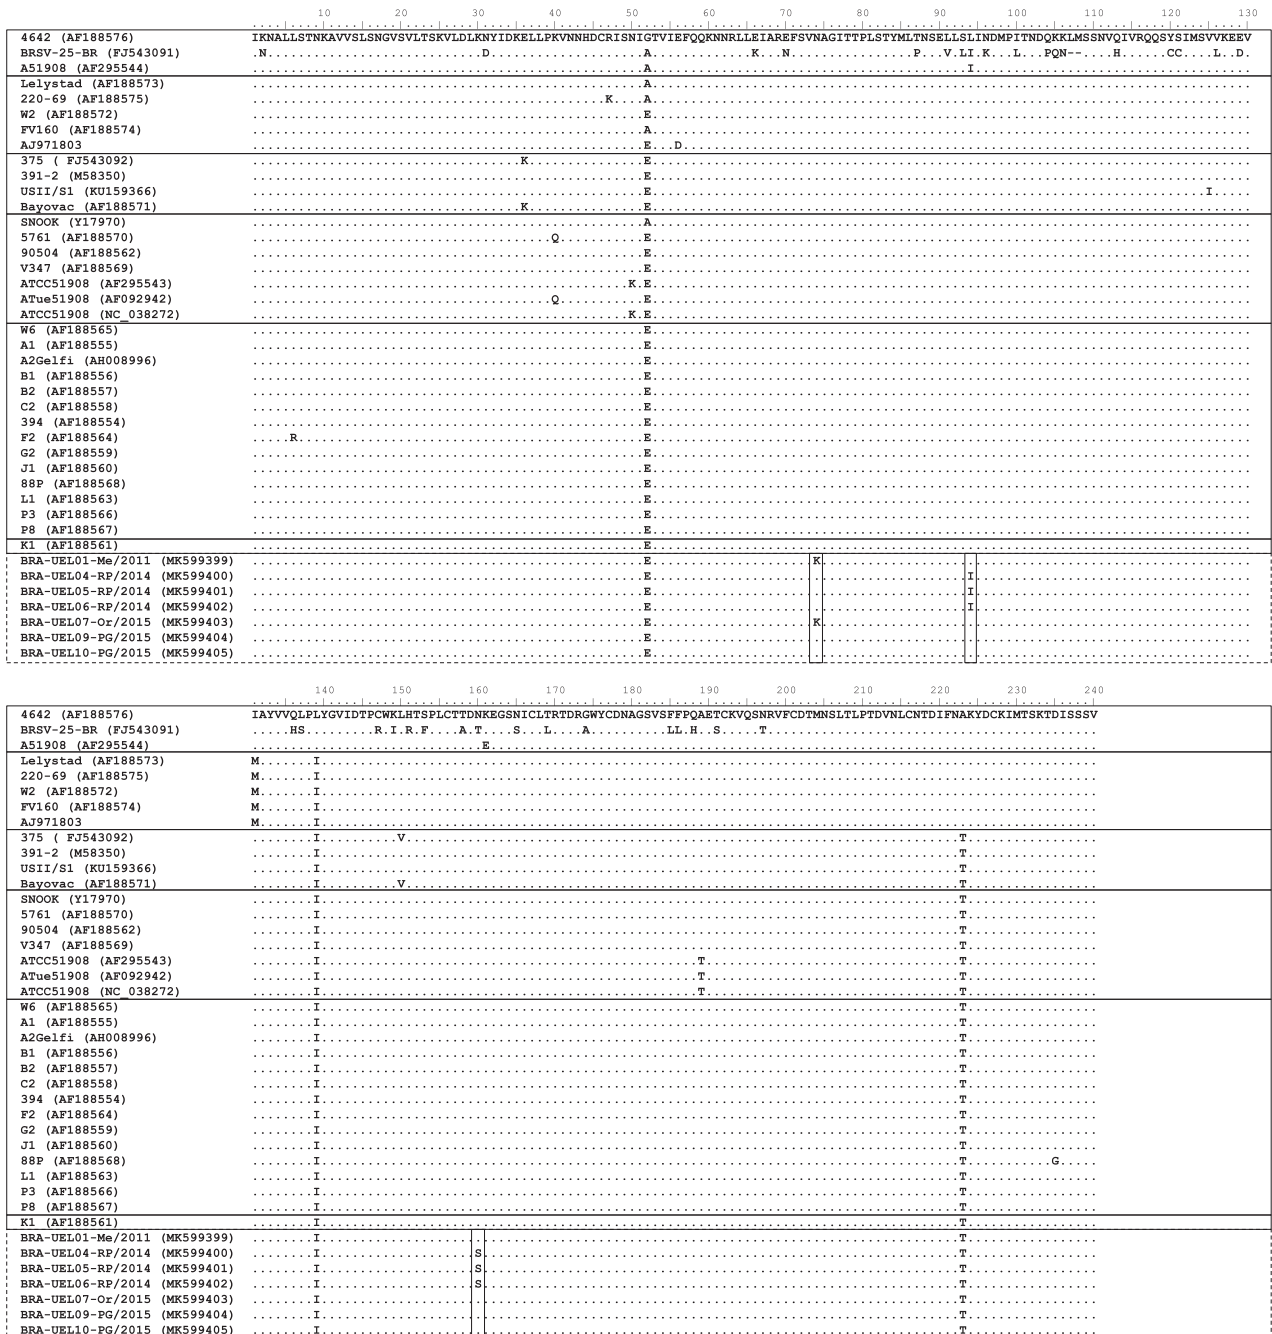 10 20 30 40 50 60 70 80 90 100 110 120 130
4642 (AF188576) IKNALLSTNKAVVSLSNGVSVLTSKVLDLKNYIDKELLPKVNNHDCRISNIGTVIEFQQKNNRLLEIAREFSVNAGITTPLSTYMLTNSELLSLINDMPITNDQKKLMSSNVQIVRQQSYSIMSVVKEEV
BRSV-25-BR (FJ543091) .N............................D....................A.............K...N................P...V.LI.K...L...PQN--....H......CC....L..D.
A51908 (AF295544) ...................................................A.........................................I....................................
Lelystad (AF188573) ...................................................A..............................................................................
220-69 (AF188575) ..............................................K....A..............................................................................
W2 (AF188572) ...................................................E..............................................................................
FV160 (AF188574) ...................................................A..............................................................................
AJ971803 ...................................................E...D..........................................................................
375 ( FJ543092) ...................................K...............E..............................................................................
391-2 (M58350) ...................................................E..............................................................................
USII/S1 (KU159366) ...................................................E........................................................................I.....
Bayovac (AF188571) ...................................K...............E..............................................................................
SNOOK (Y17970) ...................................................A..............................................................................
5761 (AF188570) .......................................Q...........E..............................................................................
90504 (AF188562) ...................................................E..............................................................................
V347 (AF188569) ...................................................E..............................................................................
ATCC51908 (AF295543) .................................................K.E..............................................................................
ATue51908 (AF092942) .......................................Q...........E..............................................................................
ATCC51908 (NC_038272) .................................................K.E..............................................................................
W6 (AF188565) ...................................................E..............................................................................
A1 (AF188555) ...................................................E..............................................................................
A2Gelfi (AH008996) ...................................................E..............................................................................
B1 (AF188556) ...................................................E..............................................................................
B2 (AF188557) ...................................................E..............................................................................
C2 (AF188558) ...................................................E..............................................................................
394 (AF188554) ...................................................E..............................................................................
F2 (AF188564) .....R.............................................E..............................................................................
G2 (AF188559) ...................................................E..............................................................................
J1 (AF188560) ...................................................E..............................................................................
88P (AF188568) ...................................................E..............................................................................
L1 (AF188563) ...................................................E..............................................................................
P3 (AF188566) ...................................................E..............................................................................
P8 (AF188567) ...................................................E..............................................................................
K1 (AF188561) ...................................................E..............................................................................
BRA-UEL01-Me/2011 (MK599399) ...................................................E.....................K........................................................
BRA-UEL04-RP/2014 (MK599400) ...................................................E.........................................I....................................
BRA-UEL05-RP/2014 (MK599401) ...................................................E.........................................I....................................
BRA-UEL06-RP/2014 (MK599402) ...................................................E.........................................I....................................
BRA-UEL07-Or/2015 (MK599403) ...................................................E.....................K........................................................
BRA-UEL09-PG/2015 (MK599404) ...................................................E..............................................................................
BRA-UEL10-PG/2015 (MK599405) ...................................................E..............................................................................
140 150 160 170 180 190 200 210 220 230 240
4642 (AF188576) IAYVVQLPLYGVIDTPCWKLHTSPLCTTDNKEGSNICLTRTDRGWYCDNAGSVSFFPQAETCKVQSNRVFCDTMNSLTLPTDVNLCNTDIFNAKYDCKIMTSKTDISSSV
BRSV-25-BR (FJ543091) .....HS.........R.I.R.F....A.T....S...L....A..........LL.H..S.....T...........................................
A51908 (AF295544) ..............................E...............................................................................
Lelystad (AF188573) M.......I.....................................................................................................
220-69 (AF188575) M.......I.....................................................................................................
W2 (AF188572) M.......I.....................................................................................................
FV160 (AF188574) M.......I.....................................................................................................
AJ971803 M.......I.....................................................................................................
375 ( FJ543092) ........I..........V........................................................................T.................
391-2 (M58350) ........I...................................................................................T.................
USII/S1 (KU159366) ........I...................................................................................T.................
Bayovac (AF188571) ........I..........V........................................................................T.................
SNOOK (Y17970) ........I...................................................................................T.................
5761 (AF188570) ........I...................................................................................T.................
90504 (AF188562) ........I...................................................................................T.................
V347 (AF188569) ........I...................................................................................T.................
ATCC51908 (AF295543) ........I.................................................T.................................T.................
ATue51908 (AF092942) ........I.................................................T.................................T.................
ATCC51908 (NC_038272) ........I.................................................T.................................T.................
W6 (AF188565) ........I...................................................................................T.................
A1 (AF188555) ........I...................................................................................T.................
A2Gelfi (AH008996) ........I...................................................................................T.................
B1 (AF188556) ........I...................................................................................T.................
B2 (AF188557) ........I...................................................................................T.................
C2 (AF188558) ........I...................................................................................T.................
394 (AF188554) ........I...................................................................................T.................
F2 (AF188564) ........I...................................................................................T.................
G2 (AF188559) ........I...................................................................................T.................
J1 (AF188560) ........I...................................................................................T.................
88P (AF188568) ........I...................................................................................T...........G.....
L1 (AF188563) ........I...................................................................................T.................
P3 (AF188566) ........I...................................................................................T.................
P8 (AF188567) ........I...................................................................................T.................
K1 (AF188561) ........I...................................................................................T.................
BRA-UEL01-Me/2011 (MK599399) ........I...................................................................................T.................
BRA-UEL04-RP/2014 (MK599400) ........I....................S..............................................................T.................
BRA-UEL05-RP/2014 (MK599401) ........I....................S..............................................................T.................
BRA-UEL06-RP/2014 (MK599402) ........I....................S..............................................................T.................
BRA-UEL07-Or/2015 (MK599403) ........I...................................................................................T.................
BRA-UEL09-PG/2015 (MK599404) ........I...................................................................................T.................
BRA-UEL10-PG/2015 (MK599405) ........I...................................................................................T.................